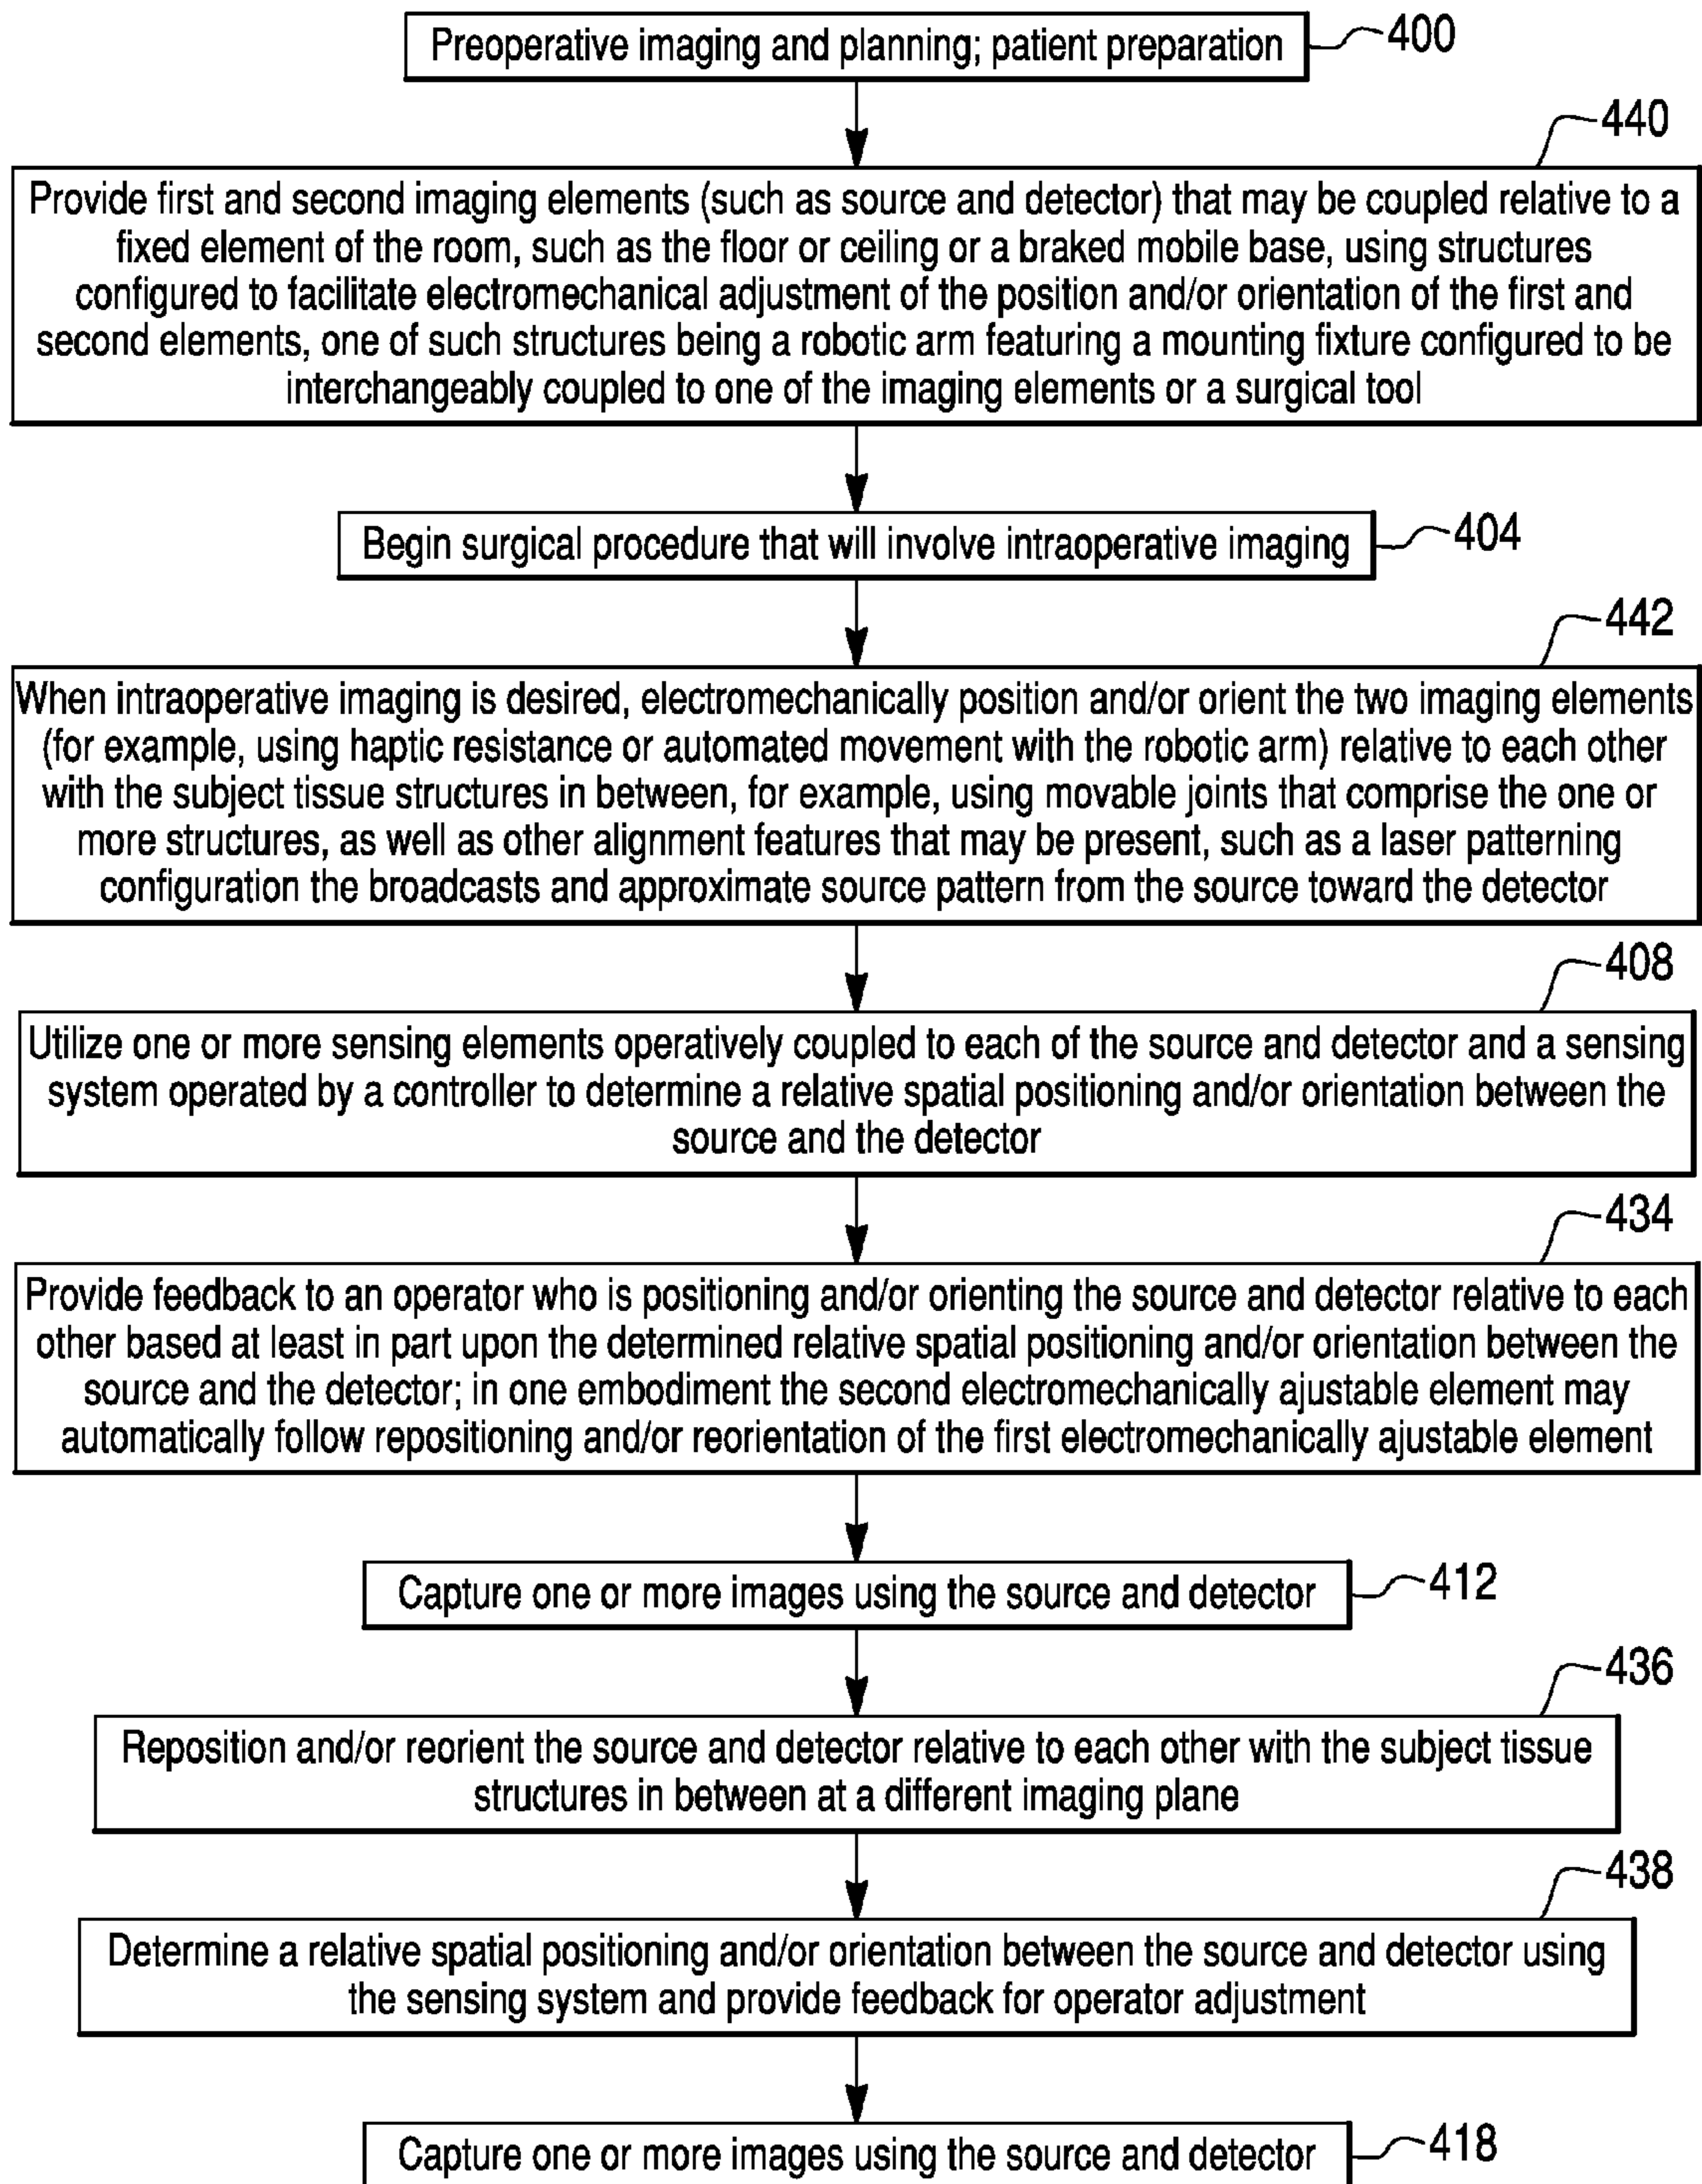 Preoperative imaging and planning; patient preparation
400
440
Provide first and second imaging elements (such as source and detector) that may be coupled relative to a
fixed element of the room, such as the floor or ceiling or a braked mobile base, using structures
configured to facilitate electromechanical adjustment of the position and/or orientation of the first and
second elements, one of such structures being a robotic arm featuring a mounting fixture configured to be
interchangeably coupled to one of the imaging elements or a surgical tool
Begin surgical procedure that will involve intraoperative imaging
404
442
When intraoperative imaging is desired, electromechanically position and/or orient the two imaging elements
(for example, using haptic resistance or automated movement with the robotic arm) relative to each other
with the subject tissue structures in between, for example, using movable joints that comprise the one or
more structures, as well as other alignment features that may be present, such as a laser patterning
configuration the broadcasts and approximate source pattern from the source toward the detector
408
Utilize one or more sensing elements operatively coupled to each of the source and detector and a sensing
system operated by a controller to determine a relative spatial positioning and/or orientation between the
source and the detector
434
Provide feedback to an operator who is positioning and/or orienting the source and detector relative to each
other based at least in part upon the determined relative spatial positioning and/or orientation between the
source and the detector; in one embodiment the second electromechanically ajustable element may
automatically follow repositioning and/or reorientation of the first electromechanically ajustable element
Capture one or more images using the source and detector
412
436
Reposition and/or reorient the source and detector relative to each other with the subject tissue
structures in between at a different imaging plane
438
Determine a relative spatial positioning and/or orientation between the source and detector using
the sensing system and provide feedback for operator adjustment
Capture one or more images using the source and detector
418